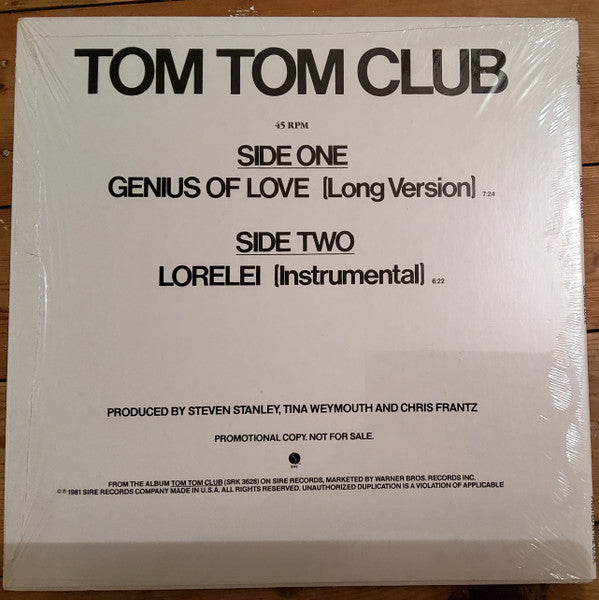 TOM TOM CLUB
45 RPM
SIDE ONE
GENIUS OF LOVE (Long Version) 7:24
SIDE TWO
LORELEI (Instrumental) 6:22
PRODUCED BY STEVEN STANLEY, TINA WEYMOUTH AND CHRIS FRANTZ
PROMOTIONAL COPY. NOT FOR SALE.
SIRE
FROM THE ALBUM TOM TOM CLUB (SRK 3628) ON SIRE RECORDS, MARKETED BY WARNER BROS. RECORDS INC.
©℗ 1981 SIRE RECORDS COMPANY MADE IN U.S.A. ALL RIGHTS RESERVED. UNAUTHORIZED DUPLICATION IS A VIOLATION OF APPLICABLE